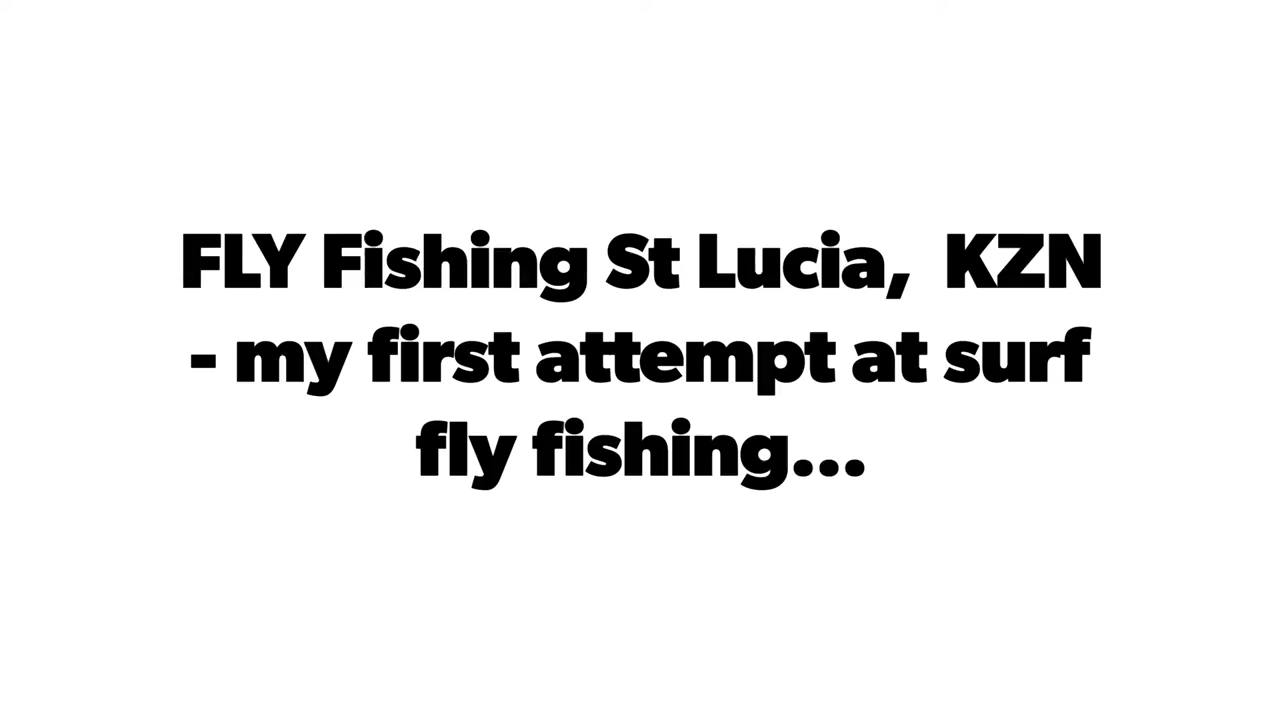 FLY Fishing St Lucia,  KZN
- my first attempt at surf
fly fishing...